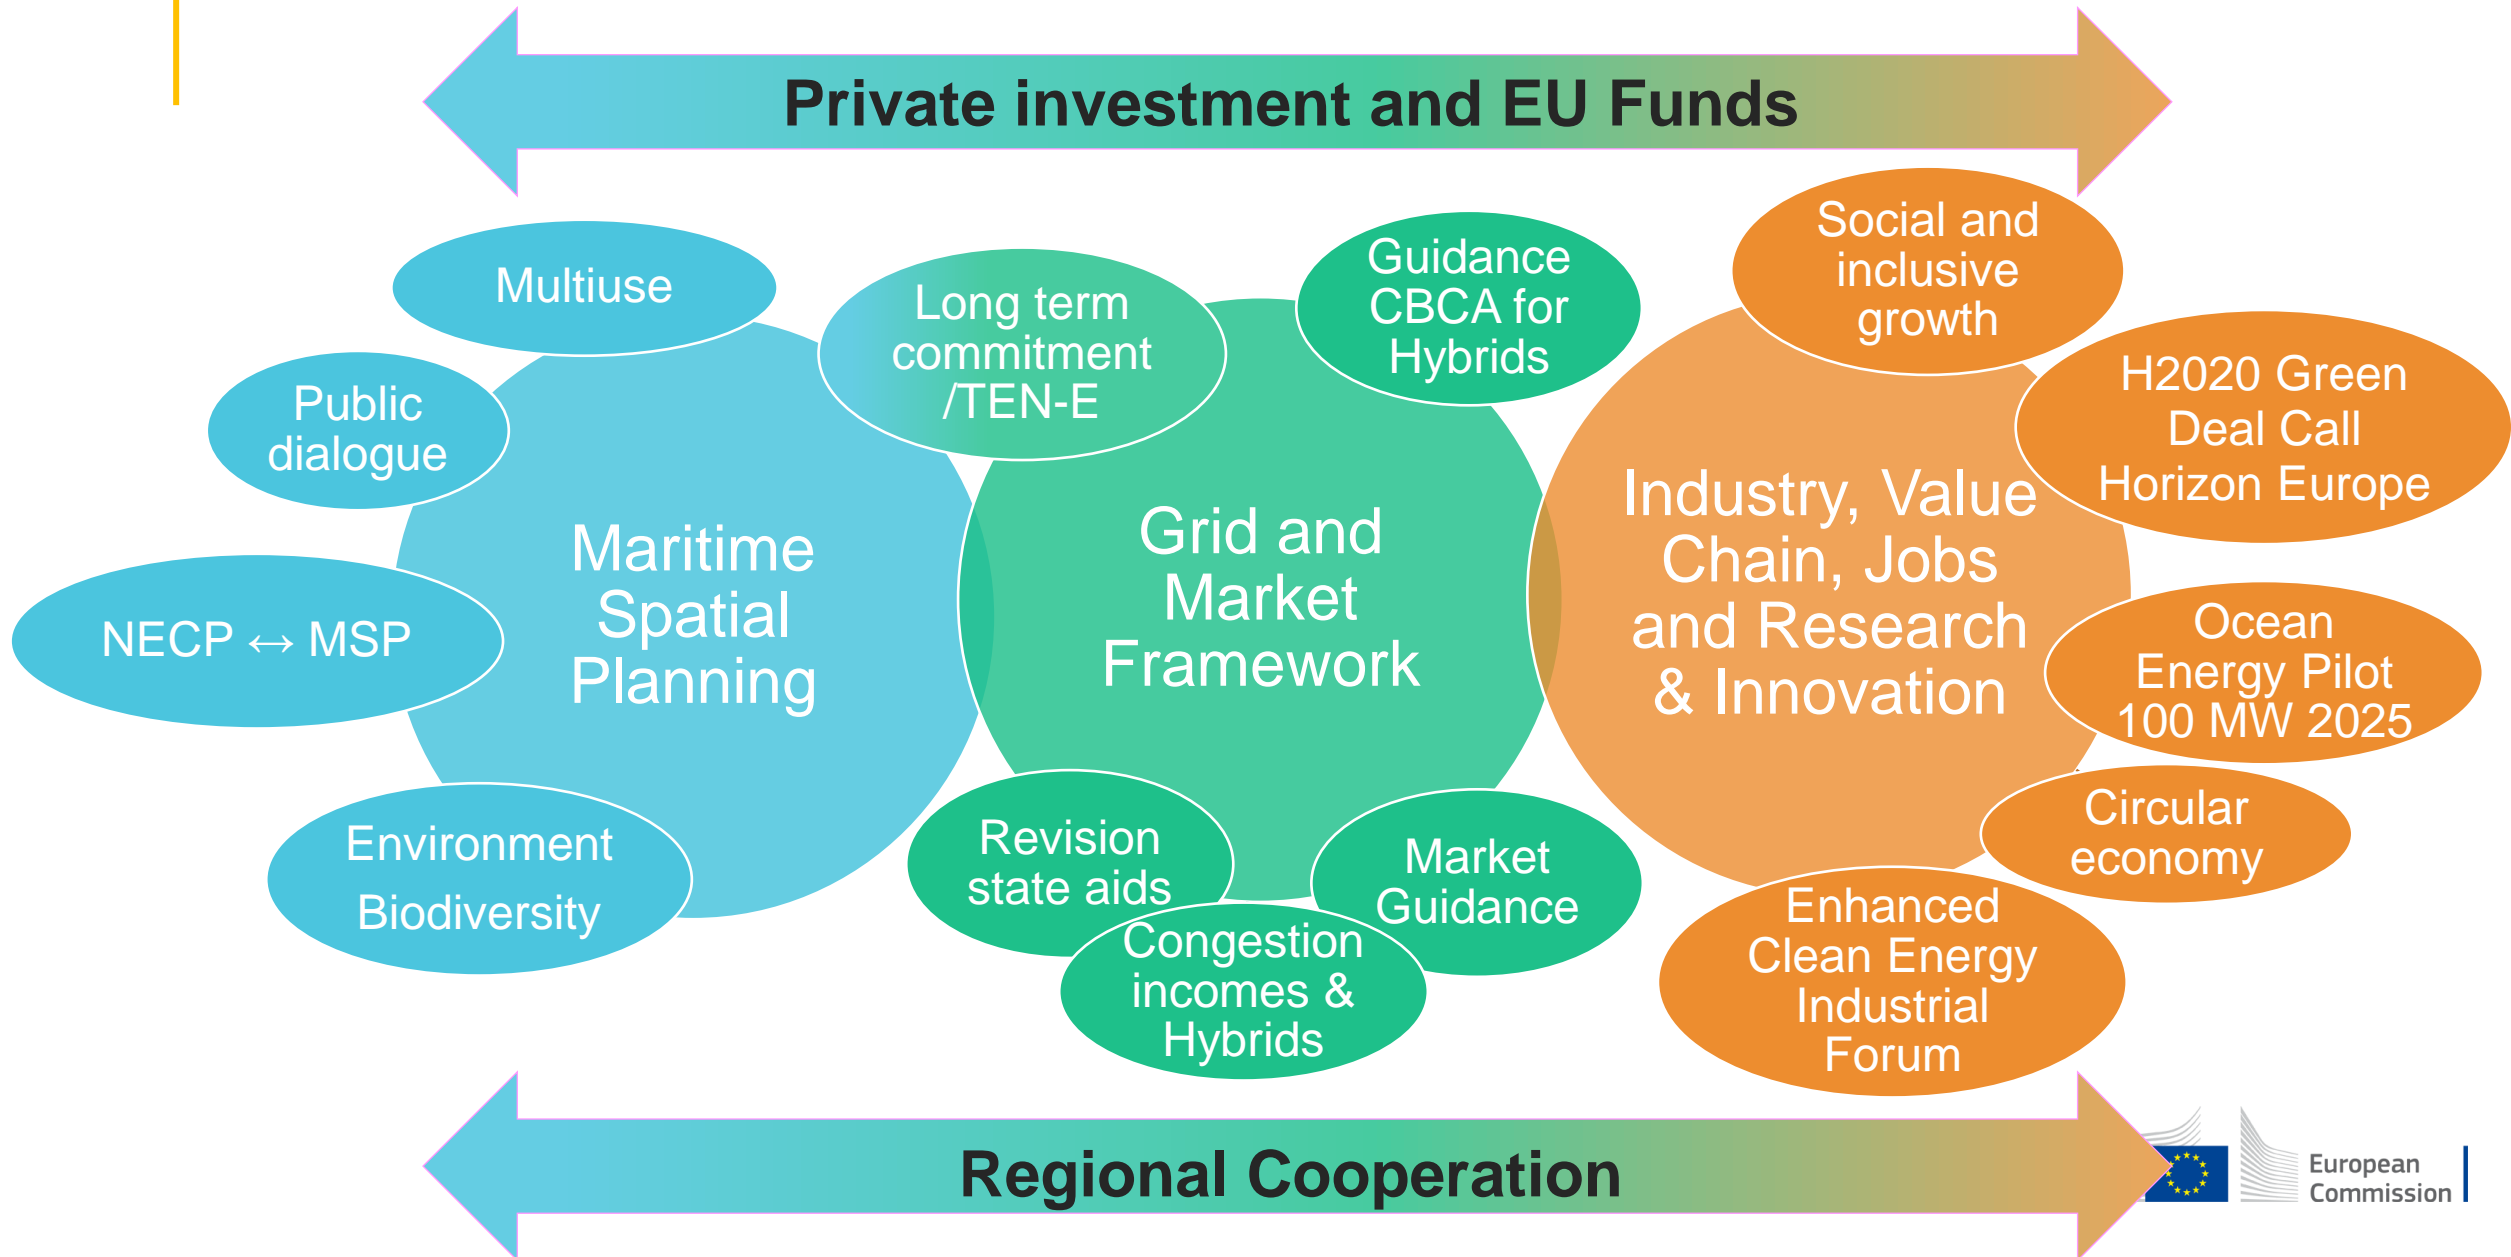 Private investment and EU Funds
Multiuse
Public
dialogue
NECP ↔ MSP
Environment
Biodiversity
Maritime
Spatial
Planning
Long term
commitment
/TEN-E
Guidance
CBCA for
Hybrids
Grid and
Market
Framework
Revision
state aids
Market
Guidance
Congestion
incomes &
Hybrids
Social and
inclusive
growth
H2020 Green
Deal Call
Horizon Europe
Industry, Value
Chain, Jobs
and Research
& Innovation
Ocean
Energy Pilot
100 MW 2025
Circular
economy
Enhanced
Clean Energy
Industrial
Forum
Regional Cooperation
European
Commission